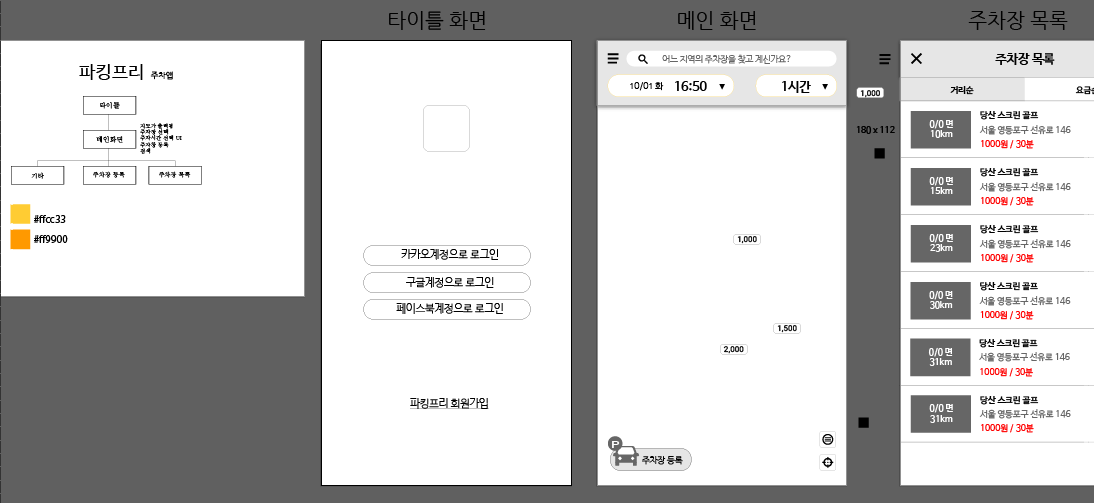 타이틀 화면
메인 화면
주차장 목록
파킹프리 주차앱
타이틀
메인화면
지도가 출력됨
주차장 선택
주차시간 선택 UI
주차장 등록
검색
기타
주차장 등록
주차장 목록
#ffcc33
#ff9900
카카오계정으로 로그인
구글계정으로 로그인
페이스북계정으로 로그인
파킹프리 회원가입
어느 지역의 주차장을 찾고 계신가요?
10/01 화 16:50 ▼
1시간 ▼
1,000
1,500
2,000
P
주차장 등록
1,000
180 x 112
주차장 목록
거리순
요금순
0/0 면
10km
당산 스크린 골프
서울 영등포구 선유로 146
1000원 / 30분
0/0 면
15km
당산 스크린 골프
서울 영등포구 선유로 146
1000원 / 30분
0/0 면
23km
당산 스크린 골프
서울 영등포구 선유로 146
1000원 / 30분
0/0 면
30km
당산 스크린 골프
서울 영등포구 선유로 146
1000원 / 30분
0/0 면
31km
당산 스크린 골프
서울 영등포구 선유로 146
1000원 / 30분
0/0 면
31km
당산 스크린 골프
서울 영등포구 선유로 146
1000원 / 30분